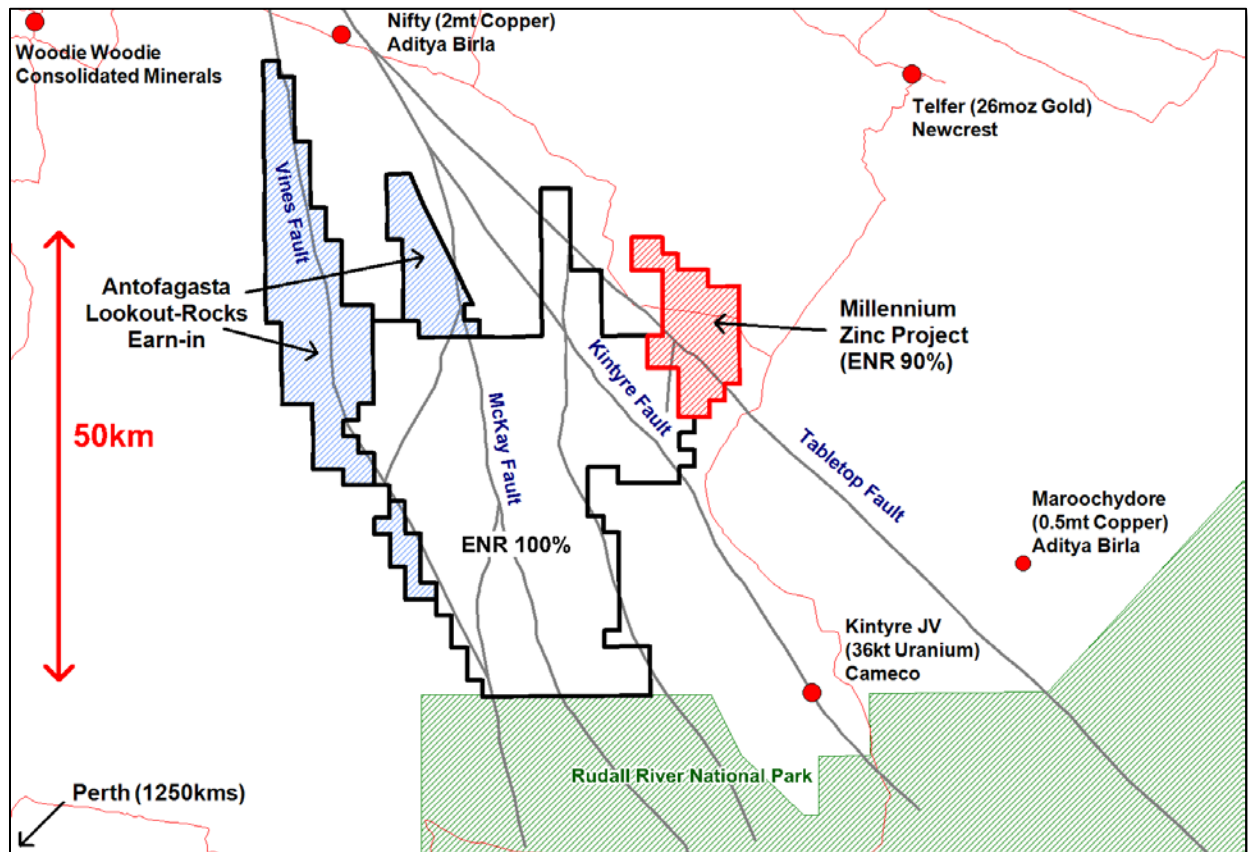 Woodie Woodie
Consolidated Minerals
Nifty (2mt Copper)
Aditya Birla
Telfer (26moz Gold)
Newcrest
Vines Fault
Antofagasta
Lookout-Rocks
Earn-in
Millennium
Zinc Project
(ENR 90%)
50km
McKay Fault
Kintyre Fault
Tabletop Fault
ENR 100%
Maroochydore
(0.5mt Copper)
Aditya Birla
Kintyre JV
(36kt Uranium)
Cameco
Rudall River National Park
Perth (1250kms)